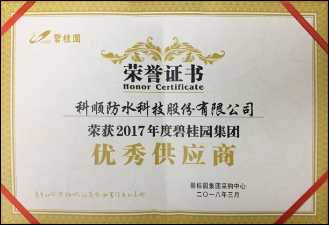 碧桂园
荣誉证书
Honor Certificate
科顺防水科技股份有限公司
荣获2017年度碧桂园集团
优秀供应商
碧桂园集团采购中心
二〇一八年三月